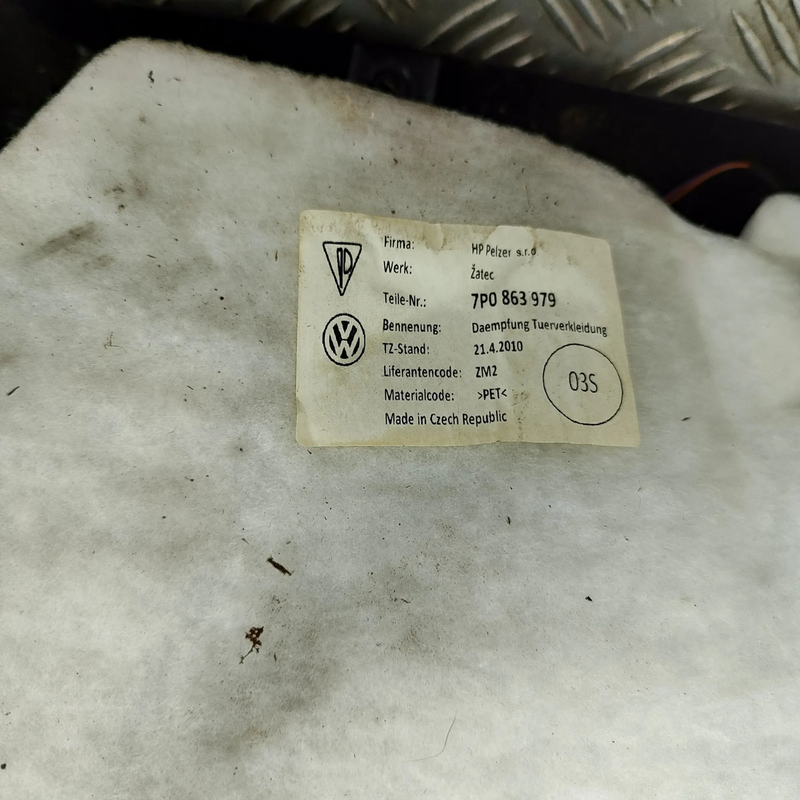 Firma: HP Pelzer s.r.o
Werk: Žatec
Teile-Nr.: 7P0 863 979
Bennenung: Daempfung Tuerverkleidung
TZ-Stand: 21.4.2010
Liferantencode: ZM2
Materialcode: >PET<
03S
Made in Czech Republic